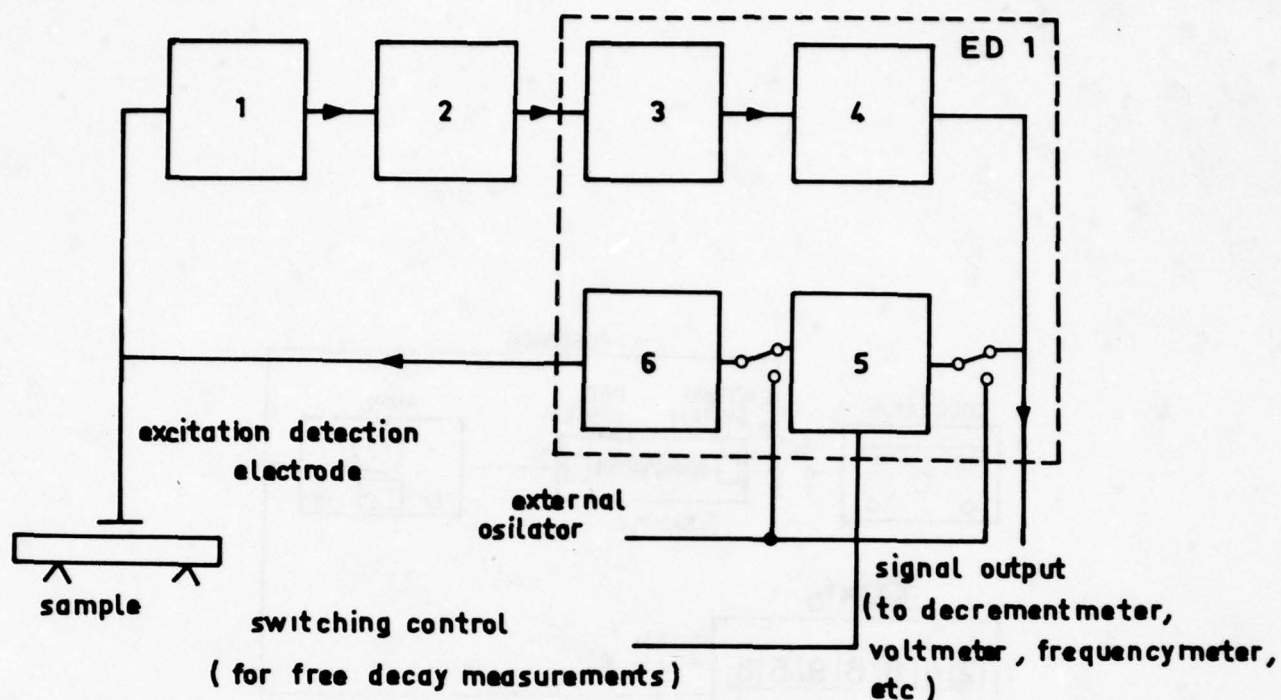 ED 1
1
2
3
4
6
5
excitation detection
electrode
external
osilator
sample
signal output
(to decrementmeter,
voltmeter, frequencymeter,
etc)
switching control
(for free decay measurements)